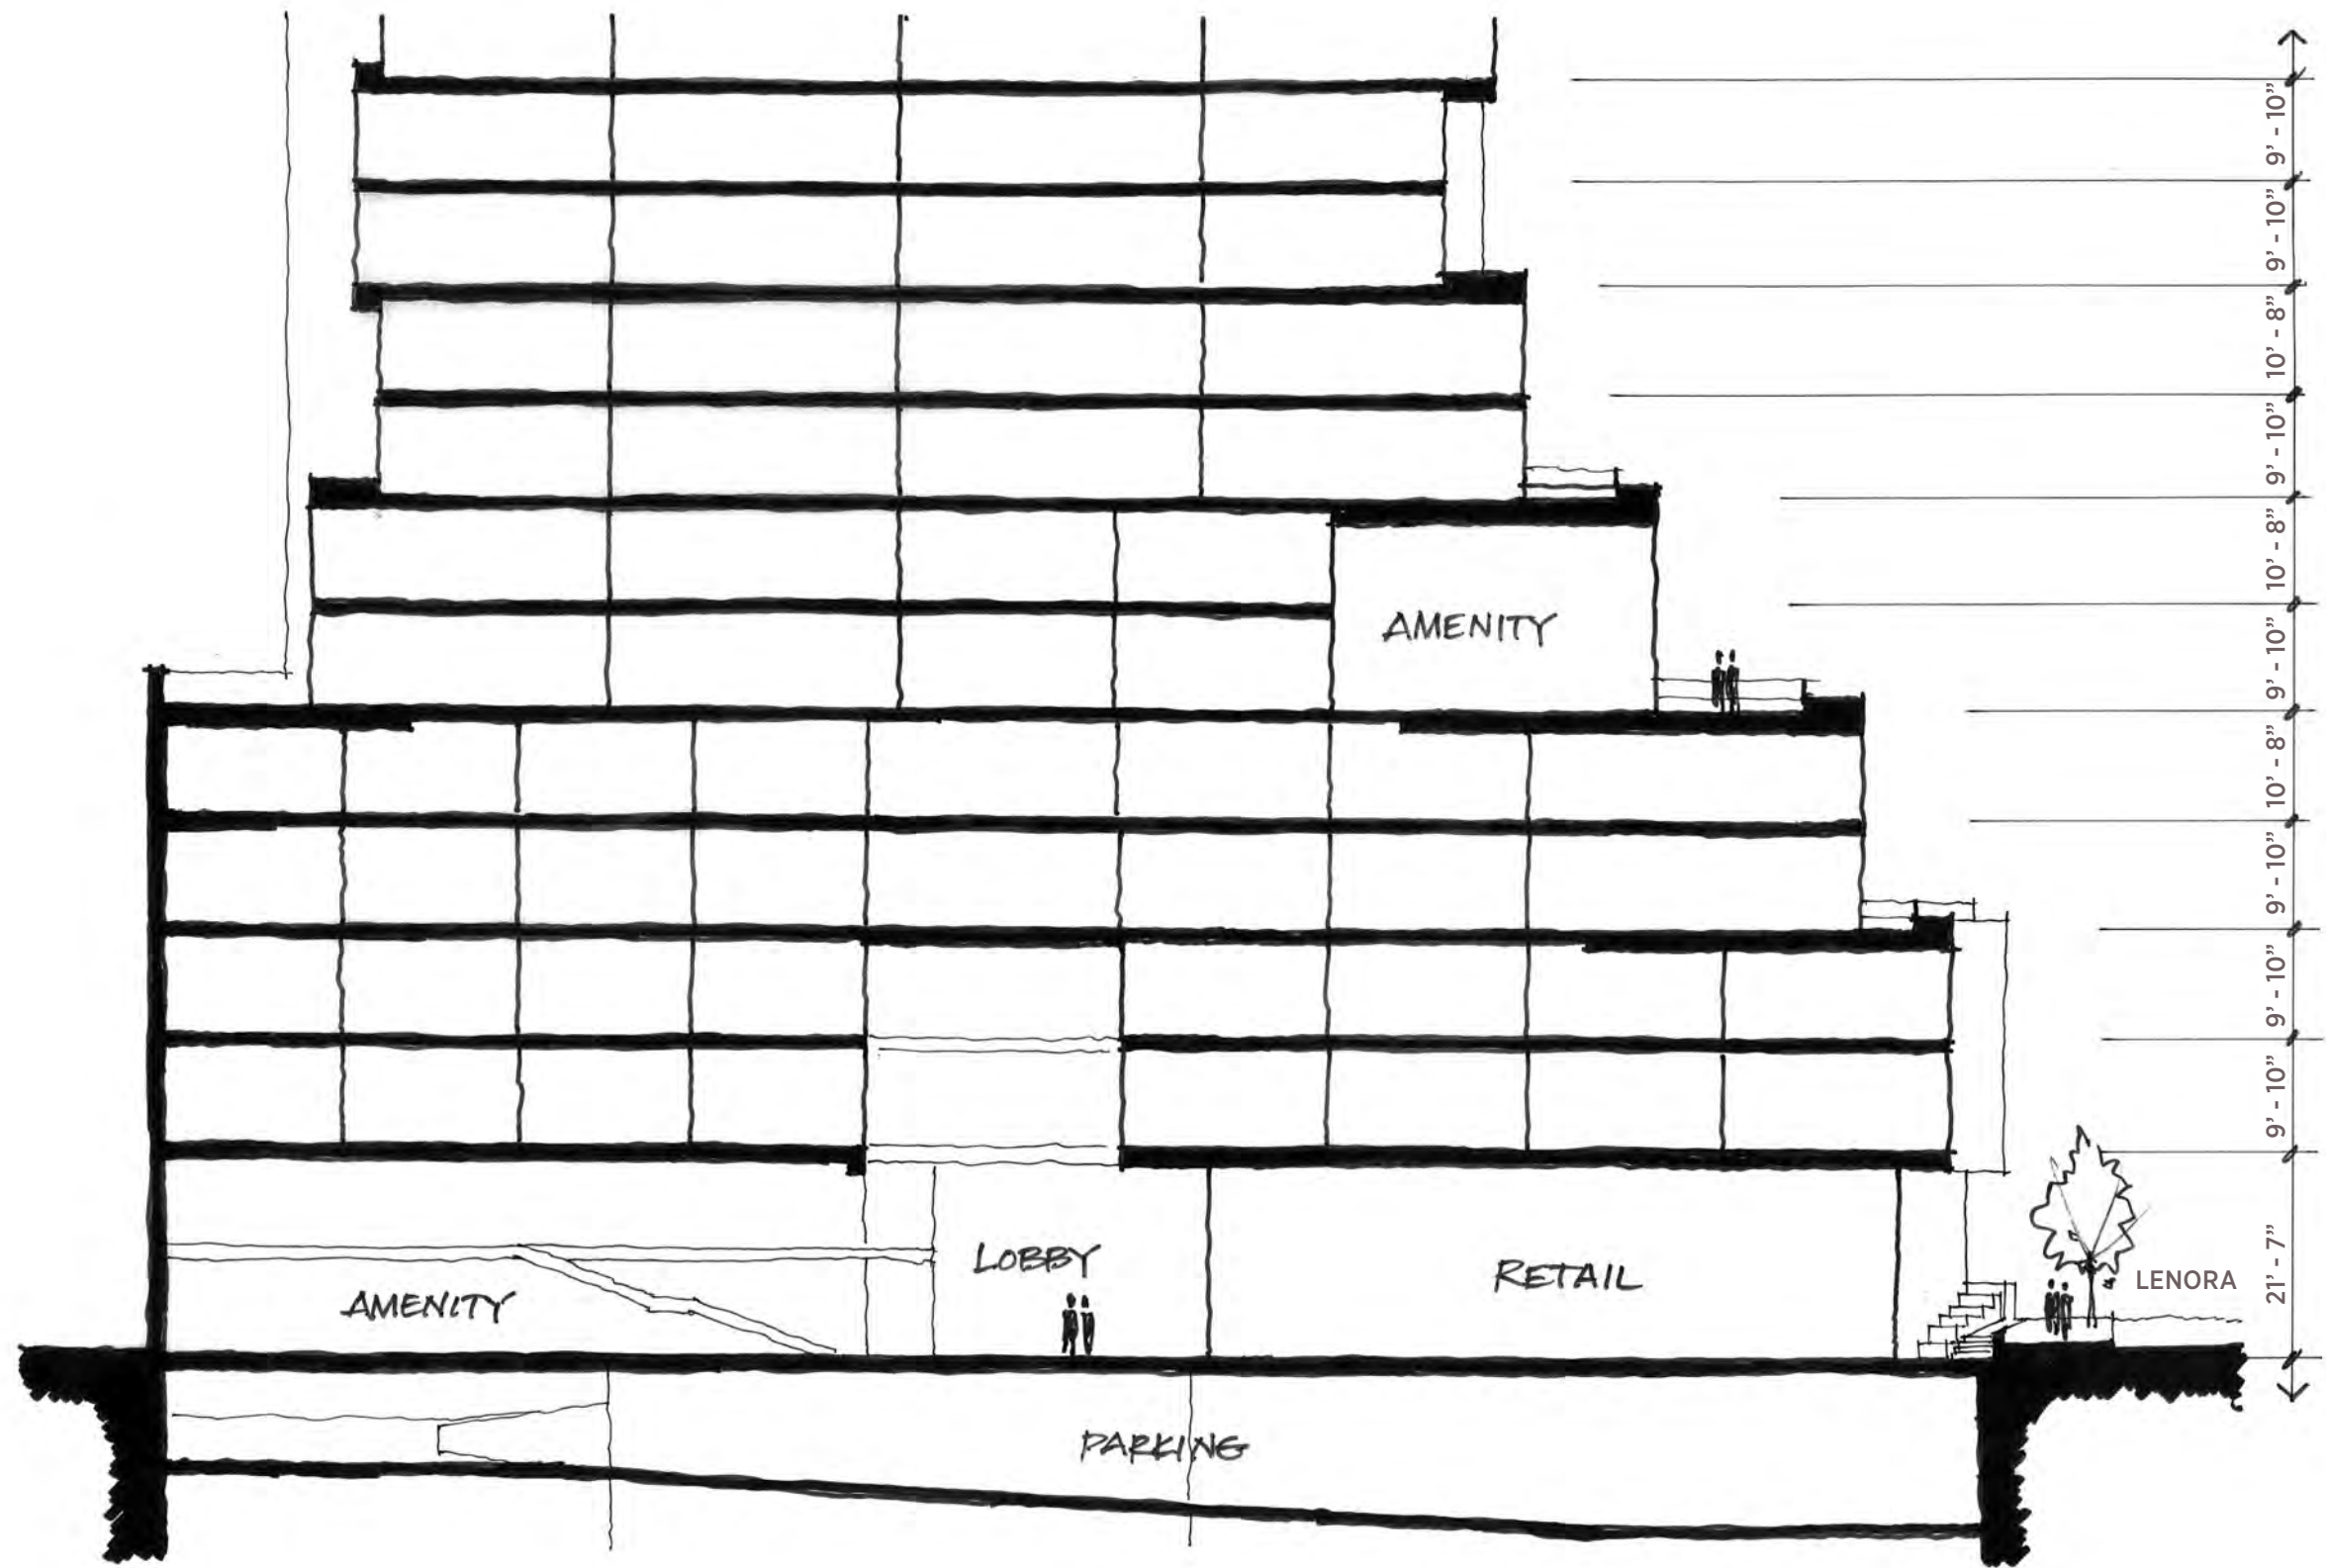 9' - 10"
9' - 10"
10' - 8"
9' - 10"
10' - 8"
AMENITY
9' - 10"
10' - 8"
9' - 10"
9' - 10"
9' - 10"
LOBBY
RETAIL
LENORA
21' - 7"
AMENITY
PARKING